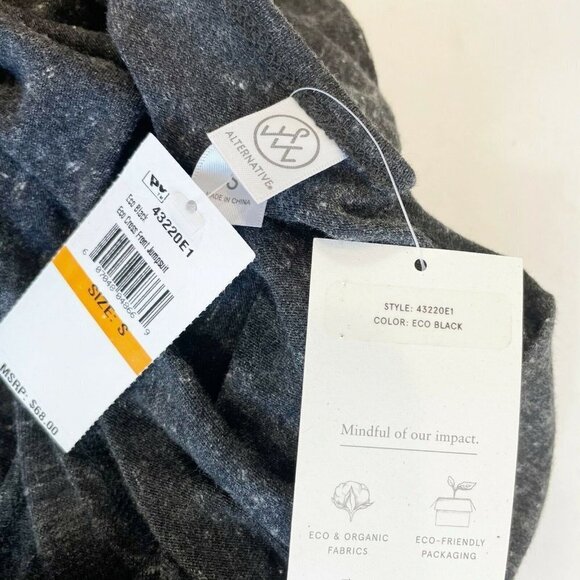 ALTERNATIVE
S
MADE IN CHINA
43220E1
Eco Black
Eco Cross Front Jumpsuit
SIZE: S
MSRP: $68.00
STYLE: 43220E1
COLOR: ECO BLACK
Mindful of our impact.
ECO & ORGANIC
FABRICS
ECO-FRIENDLY
PACKAGING